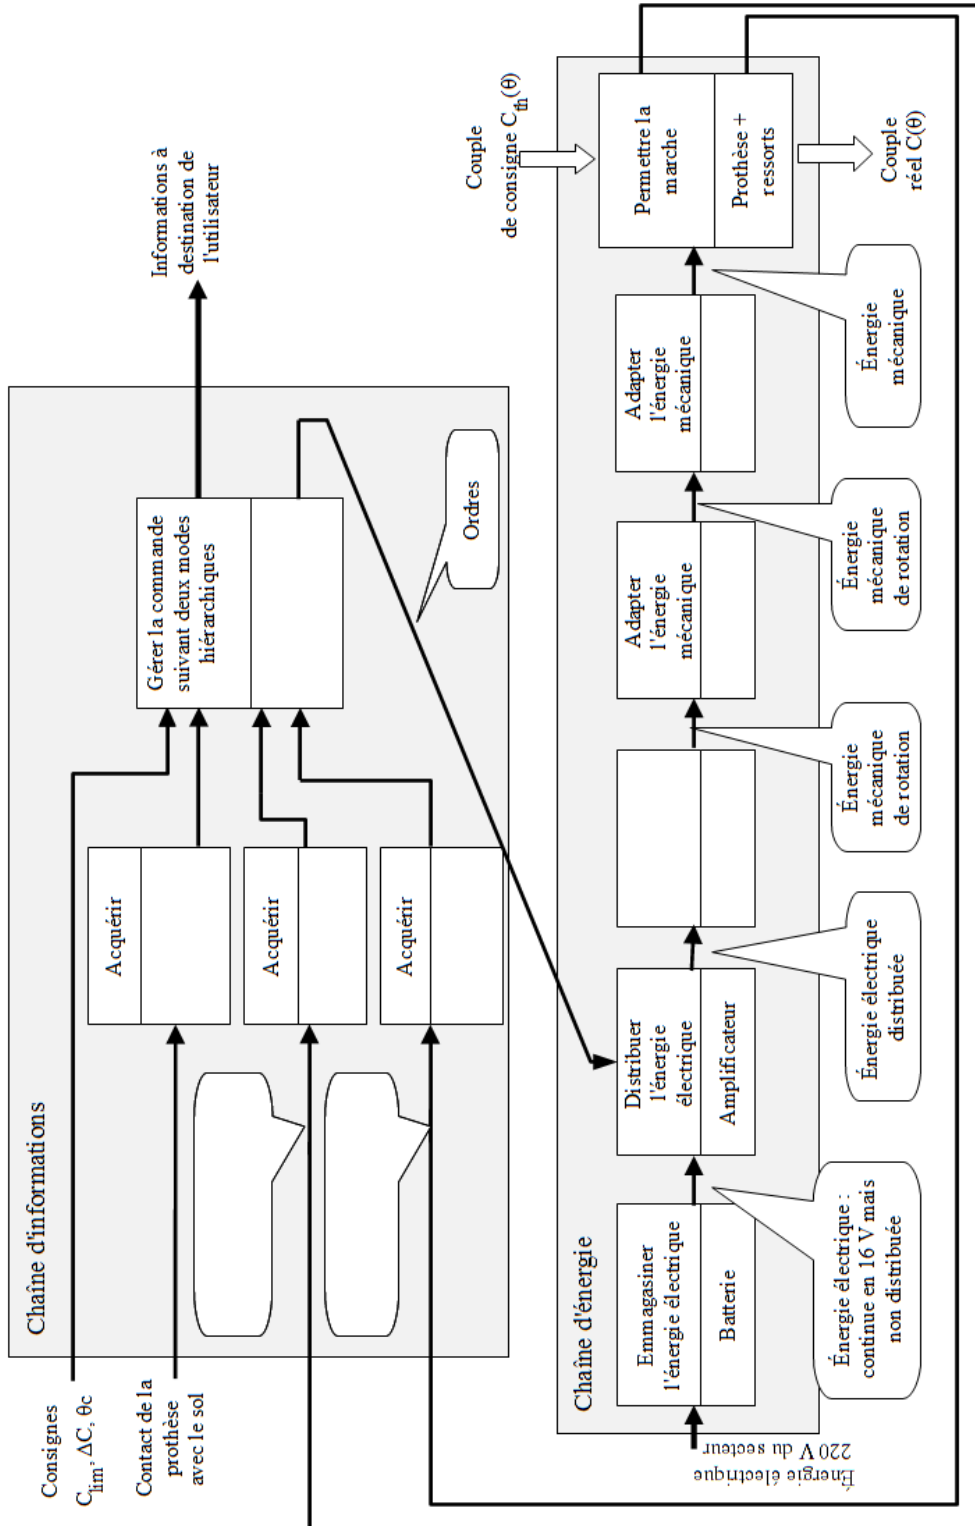 Chaîne d'informations
Consignes
C_lim, ΔC, θc
Contact de la
prothèse
avec le sol
Acquérir
Acquérir
Acquérir
Gérer la commande
suivant deux modes
hiérarchiques
Informations à
destination de
l'utilisateur
Ordres
Chaîne d'énergie
Énergie électrique
220 V du secteur
Emmagasiner
l'énergie électrique
Batterie
Énergie électrique :
continue en 16 V mais
non distribuée
Distribuer
l'énergie
électrique
Amplificateur
Énergie électrique
distribuée
Énergie
mécanique
de rotation
Adapter
l'énergie
mécanique
Énergie
mécanique
de rotation
Adapter
l'énergie
mécanique
Énergie
mécanique
Couple
de consigne C_th(θ)
Permettre la
marche
Prothèse +
ressorts
Couple
réel C(θ)